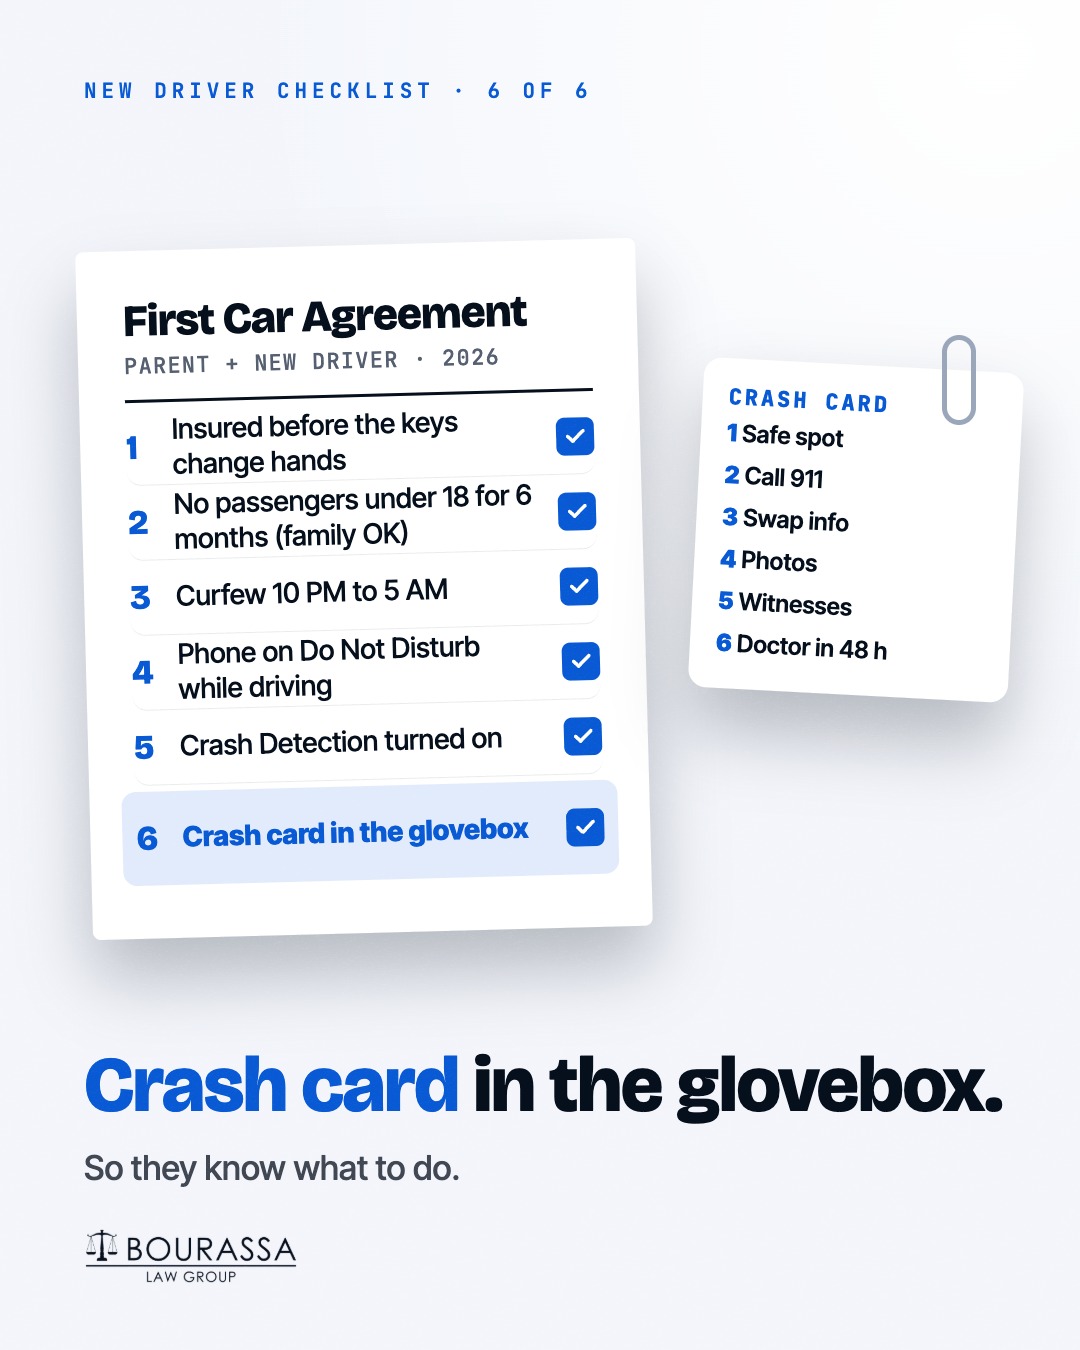 NEW DRIVER CHECKLIST · 6 OF 6
First Car Agreement
PARENT + NEW DRIVER · 2026
1 Insured before the keys
change hands
2 No passengers under 18 for 6
months (family OK)
3 Curfew 10 PM to 5 AM
4 Phone on Do Not Disturb
while driving
5 Crash Detection turned on
6 Crash card in the glovebox
CRASH CARD
1 Safe spot
2 Call 911
3 Swap info
4 Photos
5 Witnesses
6 Doctor in 48 h
Crash card in the glovebox.
So they know what to do.
BOURASSA
LAW GROUP